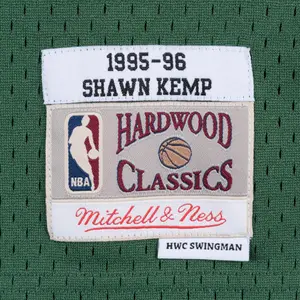 1995-96
SHAWN KEMP
NBA
HARDWOOD
CLASSICS
Mitchell & Ness
HWC SWINGMAN